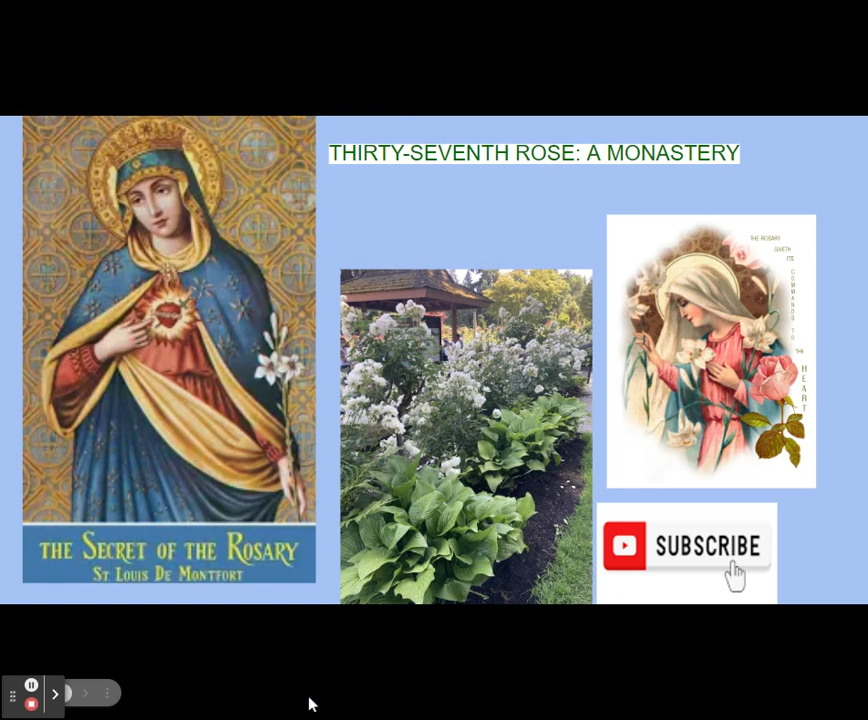 THIRTY-SEVENTH ROSE: A MONASTERY
THE SECRET OF THE ROSARY
ST LOUIS DE MONTFORT
THE ROSARY
GIVETH
ITS
COMMANDS TO
THE
HEART
SUBSCRIBE